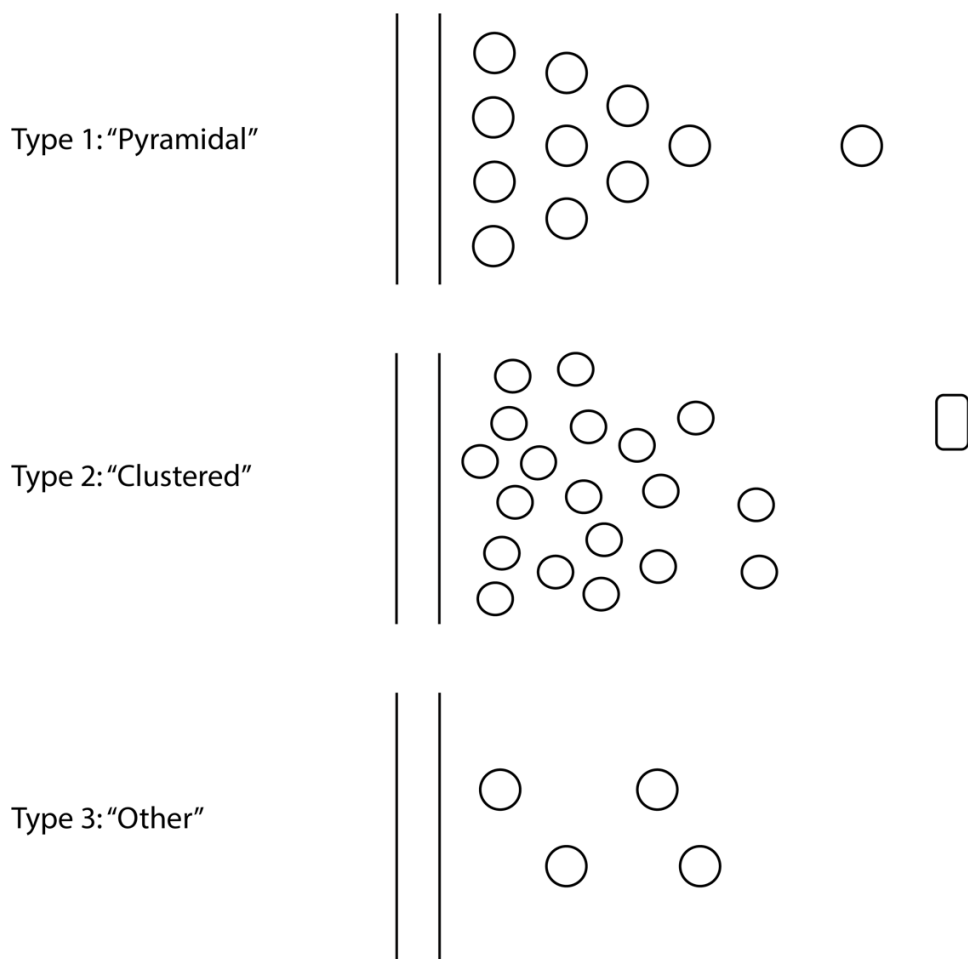 Type 1: “Pyramidal”
Type 2: “Clustered”
Type 3: “Other”